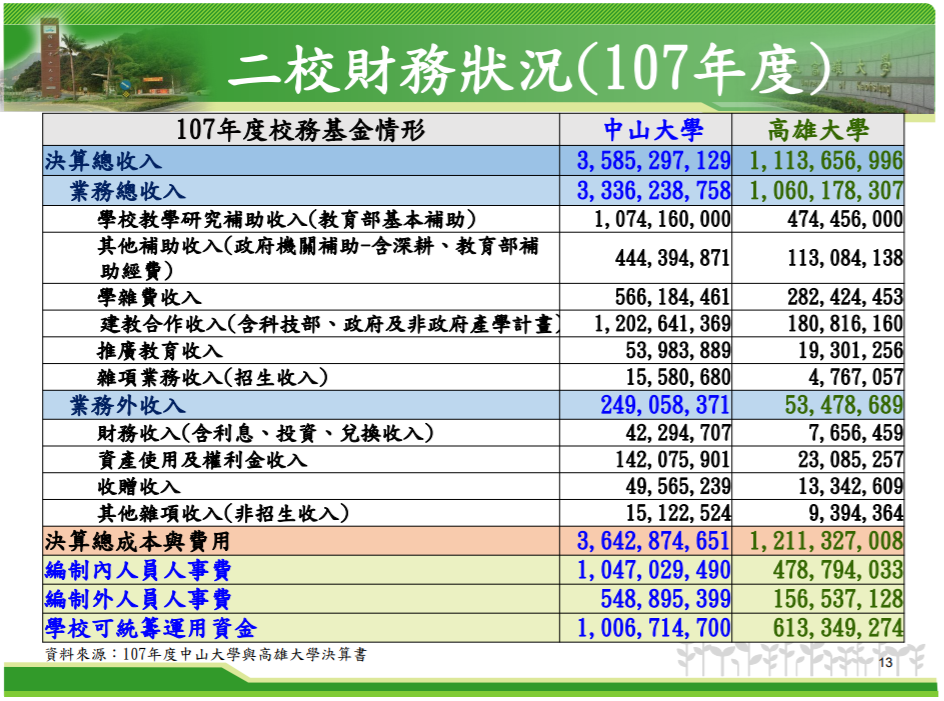 二校財務狀況(107年度)
107年度校務基金情形 中山大學 高雄大學
決算總收入 3,585,297,129 1,113,656,996
業務總收入 3,336,238,758 1,060,178,307
學校教學研究補助收入(教育部基本補助) 1,074,160,000 474,456,000
其他補助收入(政府機關補助-含深耕、教育部補
助經費) 444,394,871 113,084,138
學雜費收入 566,184,461 282,424,453
建教合作收入(含科技部、政府及非政府產學計畫) 1,202,641,369 180,816,160
推廣教育收入 53,983,889 19,301,256
雜項業務收入(招生收入) 15,580,680 4,767,057
業務外收入 249,058,371 53,478,689
財務收入(含利息、投資、兌換收入) 42,294,707 7,656,459
資產使用及權利金收入 142,075,901 23,085,257
收贈收入 49,565,239 13,342,609
其他雜項收入(非招生收入) 15,122,524 9,394,364
決算總成本與費用 3,642,874,651 1,211,327,008
編制內人員人事費 1,047,029,490 478,794,033
編制外人員人事費 548,895,399 156,537,128
學校可統籌運用資金 1,006,714,700 613,349,274
資料來源：107年度中山大學與高雄大學決算書
13